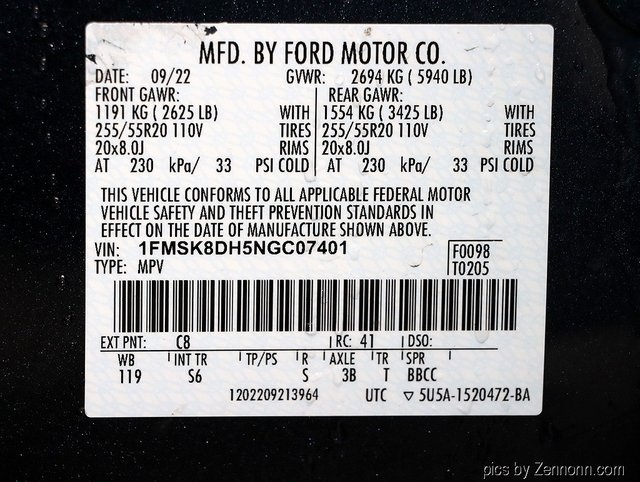 MFD. BY FORD MOTOR CO.
DATE: 09/22 GVWR: 2694 KG ( 5940 LB)
FRONT GAWR: REAR GAWR:
1191 KG ( 2625 LB) WITH 1554 KG ( 3425 LB) WITH
255/55R20 110V TIRES 255/55R20 110V TIRES
20x8.0J RIMS 20x8.0J RIMS
AT 230 kPa/ 33 PSI COLD AT 230 kPa/ 33 PSI COLD
THIS VEHICLE CONFORMS TO ALL APPLICABLE FEDERAL MOTOR
VEHICLE SAFETY AND THEFT PREVENTION STANDARDS IN
EFFECT ON THE DATE OF MANUFACTURE SHOWN ABOVE.
VIN: 1FMSK8DH5NGC07401 F0098
TYPE: MPV T0205
EXT PNT: C8 RC: 41 DSO:
WB INT TR TP/PS R AXLE TR SPR
119 S6 S 3B T BBCC
1202209213964 UTC ▽ 5U5A-1520472-BA
pics by Zennonn.com